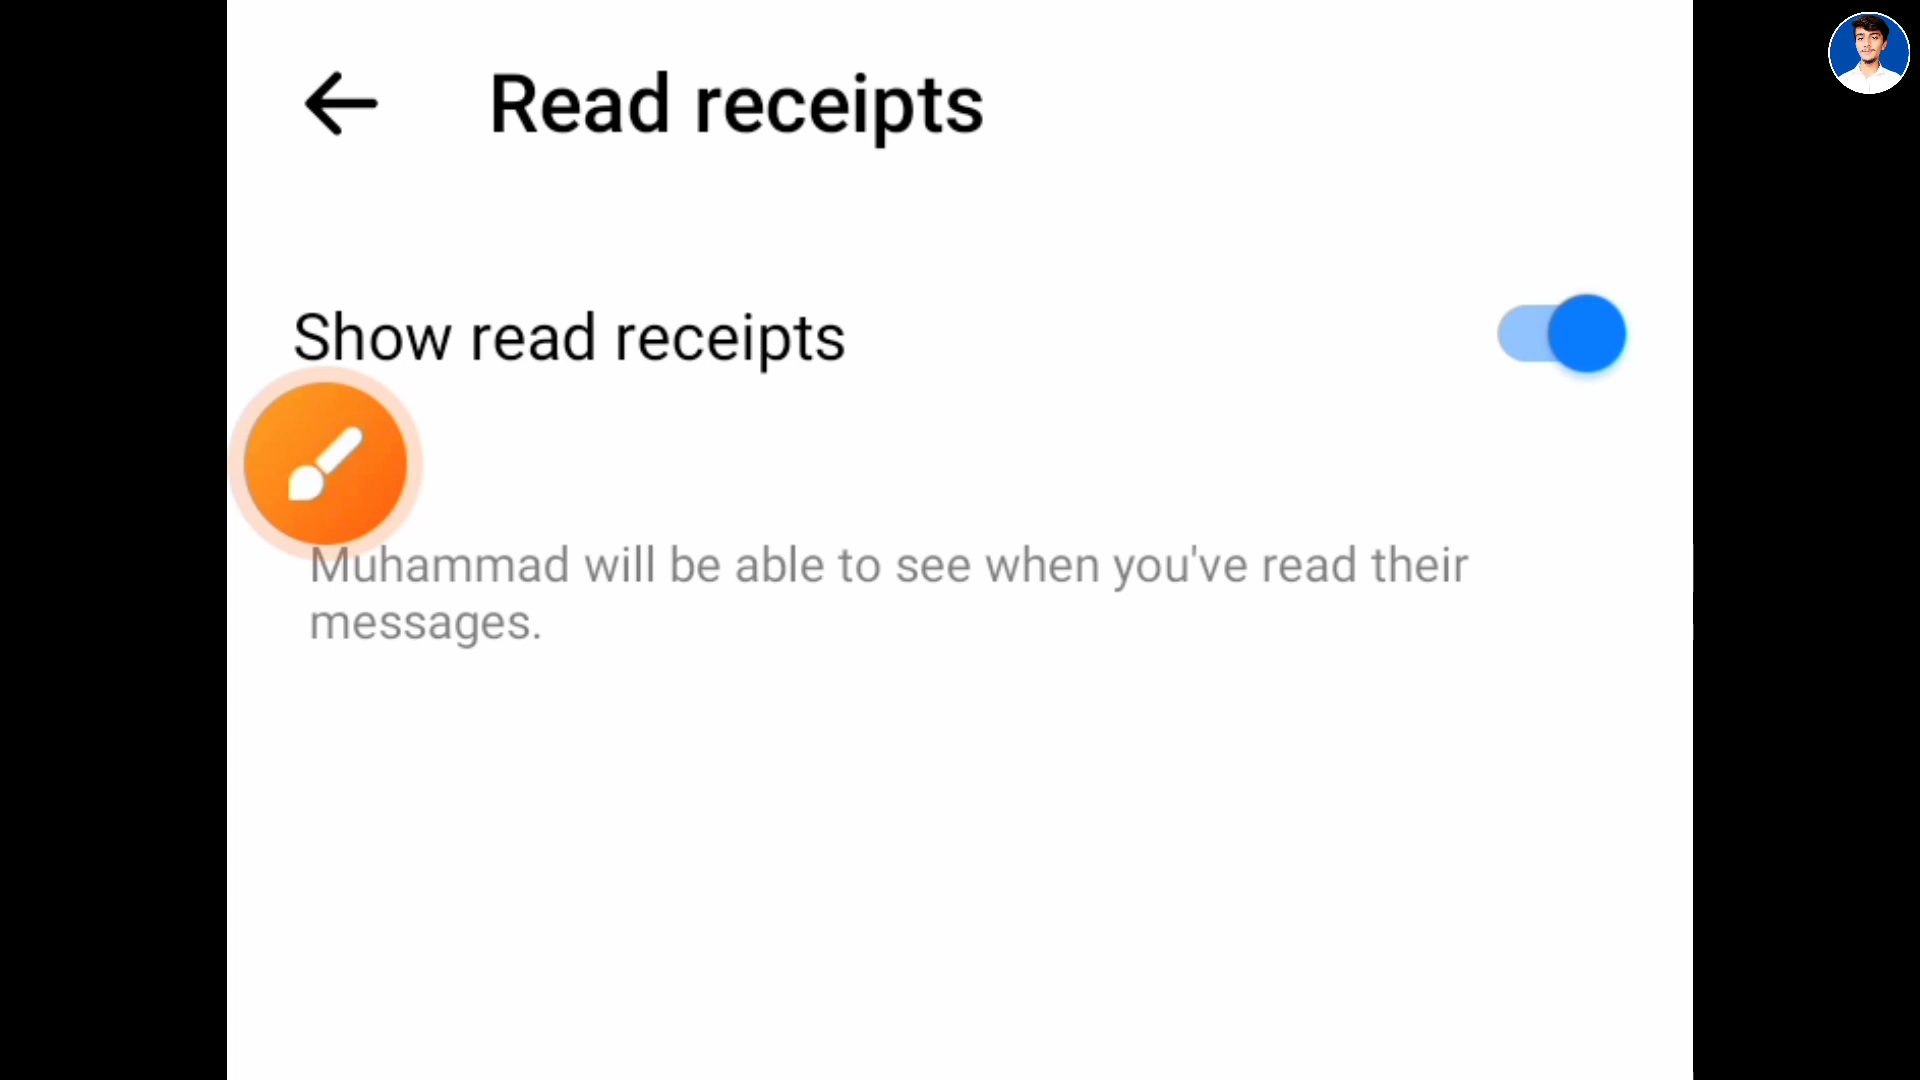 Read receipts
Show read receipts
Muhammad will be able to see when you've read their
messages.